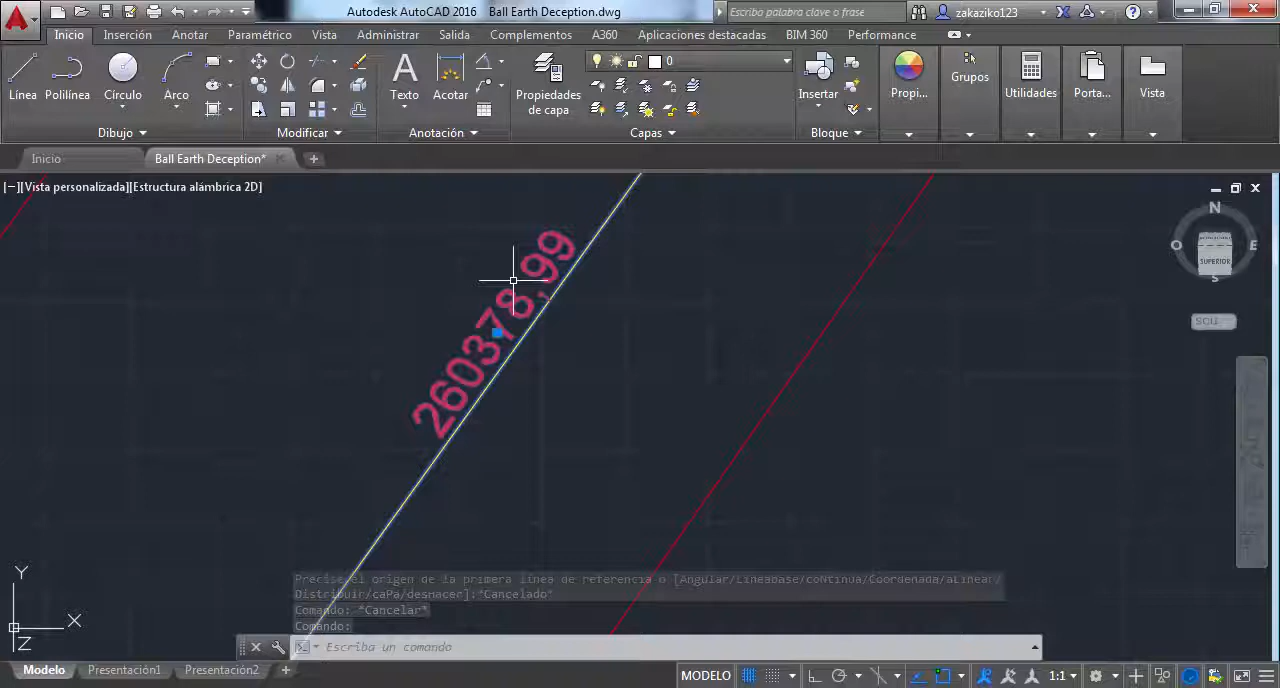 Autodesk AutoCAD 2016 Ball Earth Deception.dwg
Escribo palabra clave o frase
zakaziko123
Inicio Inserción Anotar Paramétrico Vista Administrar Salida Complementos A360 Aplicaciones destacadas BIM 360 Performance
0
Línea Polilínea Círculo Arco
Texto Acotar
Propiedades
de capa
Insertar
Propi... Grupos Utilidades Porta... Vista
Dibujo Modificar Anotación Capas Bloque
Inicio Ball Earth Deception*
[−][Vista personalizada][Estructura alámbrica 2D]
N
O E
SUPERIOR
S
260378,99
Precise el origen de la primera línea de referencia o [Angular/LíneaBase/coNtinua/Coordenada/aLinear/
Distribuir/caPa/desHacer]:*Cancelado*
Comando: *Cancelar*
Comando:
Escriba un comando
Y
X
Z
Modelo Presentación1 Presentación2 +
MODELO 1:1